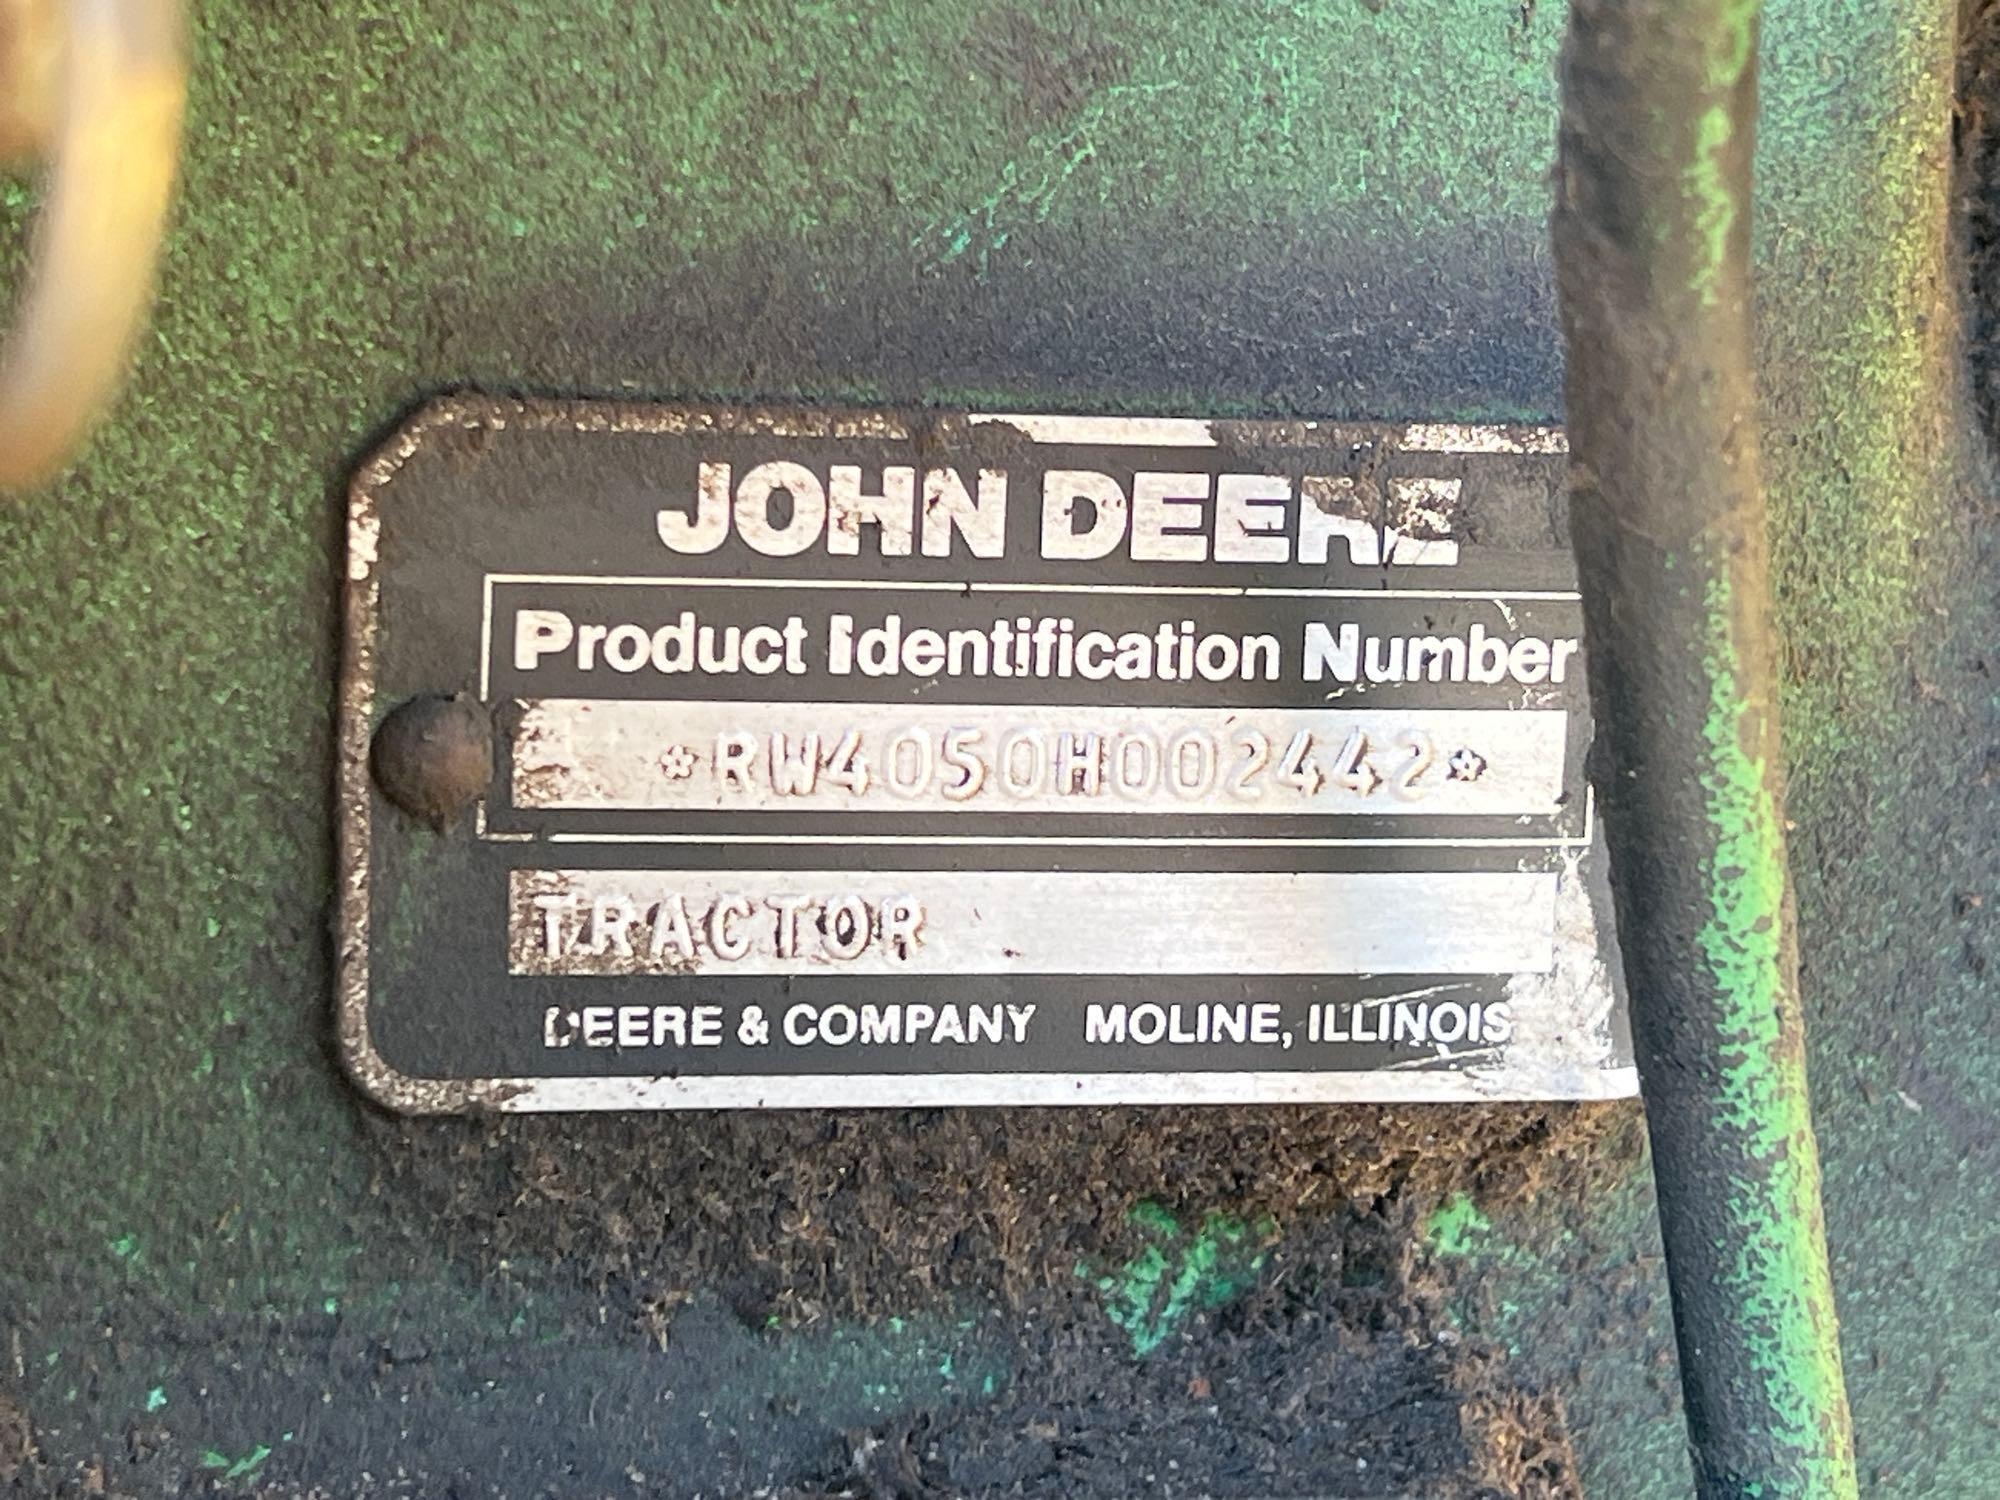 JOHN DEERE
Product Identification Number
*RW4050H002442*
TRACTOR
DEERE & COMPANY MOLINE, ILLINOIS